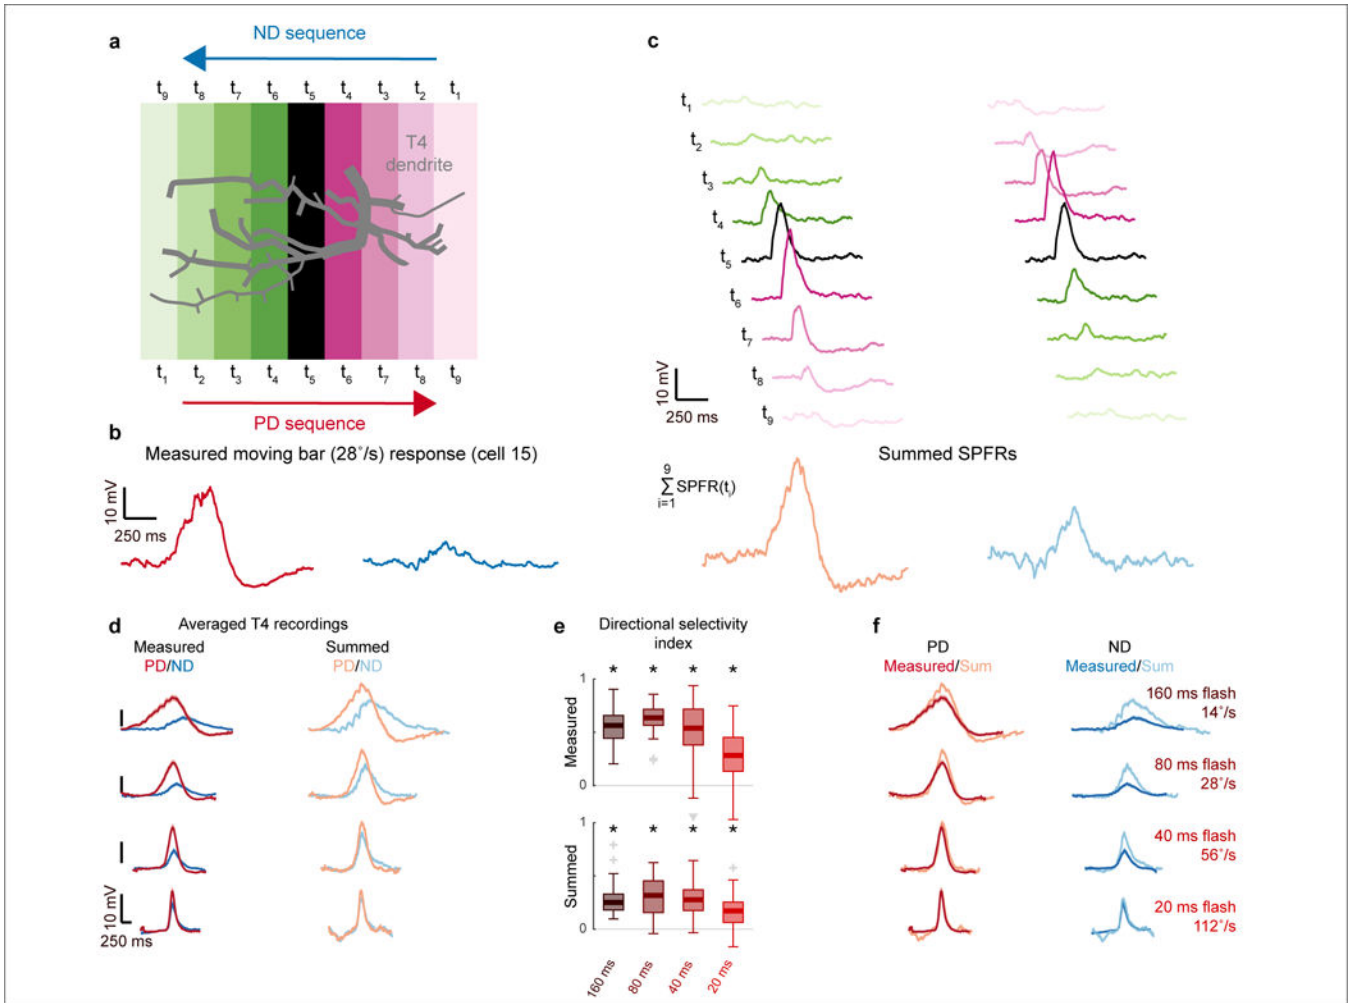 a
ND sequence
t9 t8 t7 t6 t5 t4 t3 t2 t1
T4
dendrite
t1 t2 t3 t4 t5 t6 t7 t8 t9
PD sequence
b
Measured moving bar (28°/s) response (cell 15)
10 mV
250 ms
c
t1
t2
t3
t4
t5
t6
t7
t8
t9
10 mV
250 ms
Summed SPFRs
9
∑SPFR(ti)
i=1
d
Averaged T4 recordings
Measured Summed
PD/ND PD/ND
10 mV
250 ms
e
Directional selectivity
index
* * * *
1
Measured
0
* * * *
1
Summed
0
160 ms 80 ms 40 ms 20 ms
f
PD ND
Measured/Sum Measured/Sum
160 ms flash
14°/s
80 ms flash
28°/s
40 ms flash
56°/s
20 ms flash
112°/s